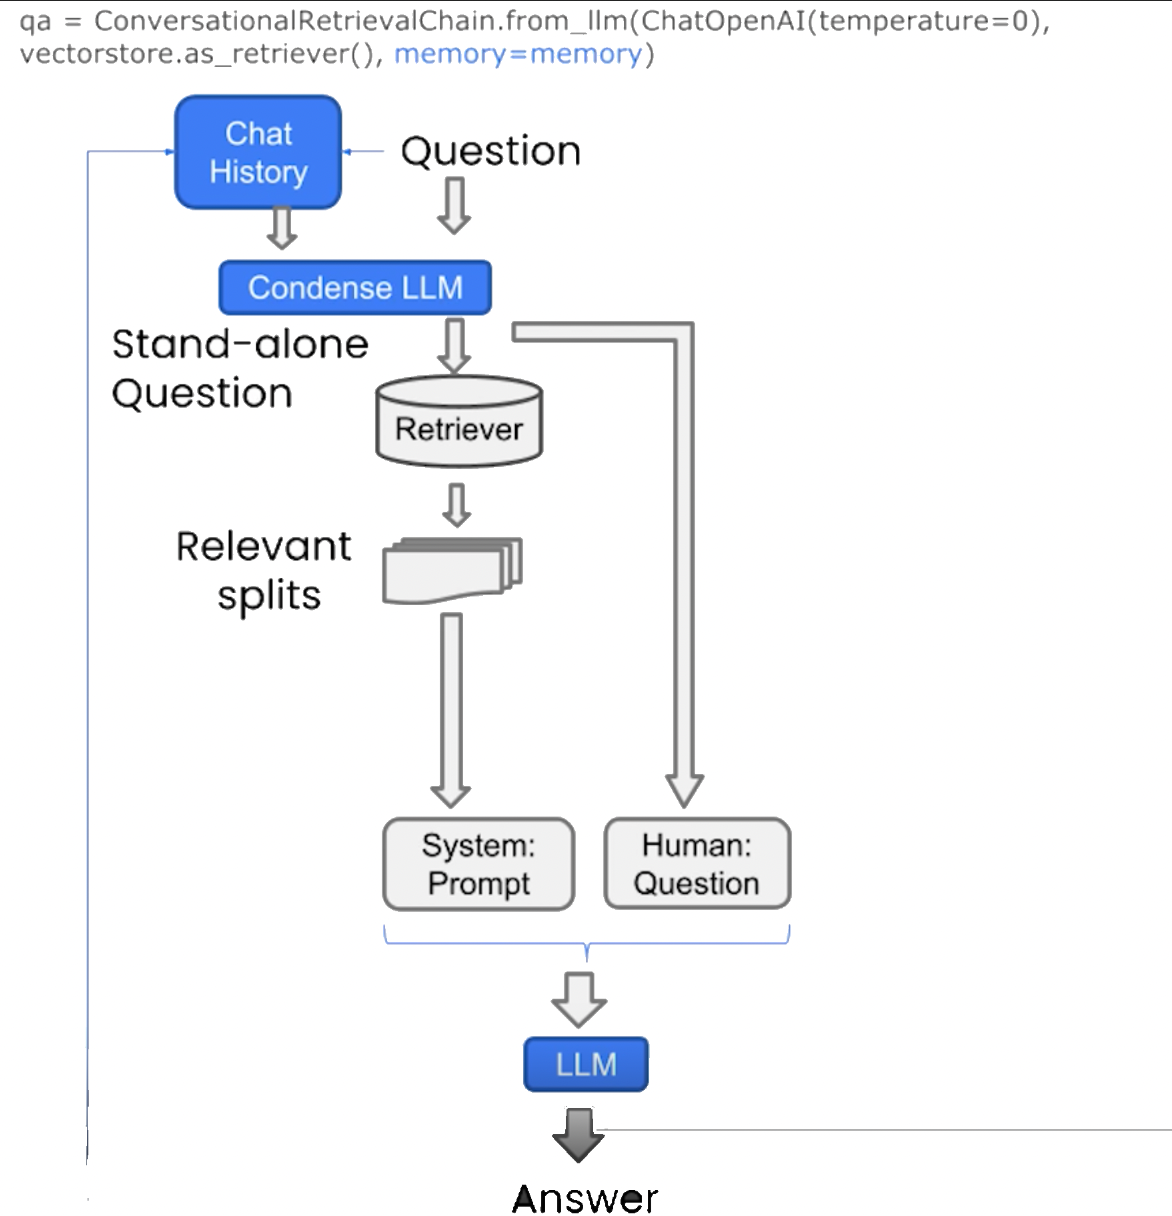 qa = ConversationalRetrievalChain.from_llm(ChatOpenAI(temperature=0),
vectorstore.as_retriever(), memory=memory)
Chat
History
Question
Condense LLM
Stand-alone
Question
Retriever
Relevant
splits
System:
Prompt
Human:
Question
LLM
Answer